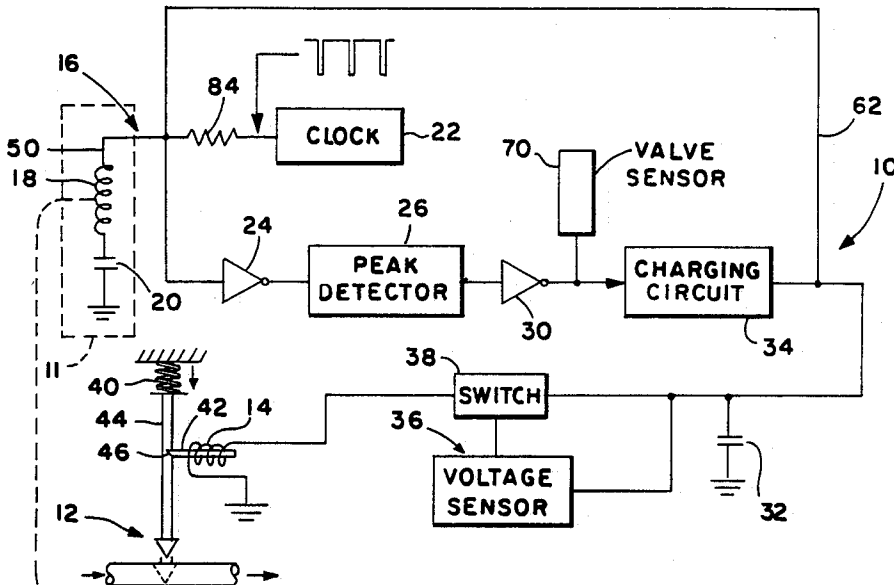 16
84
CLOCK
22
62
50
18
70
VALVE
SENSOR
10
24
26
PEAK
DETECTOR
20
30
CHARGING
CIRCUIT
34
11
40
38
SWITCH
42
14
44
46
36
VOLTAGE
SENSOR
32
12